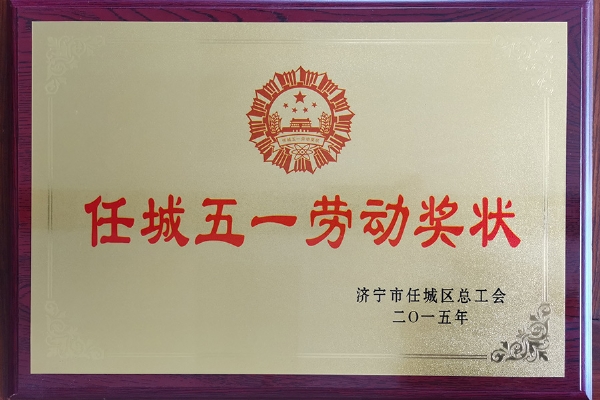 任城五一劳动奖状
济宁市任城区总工会
二〇一五年